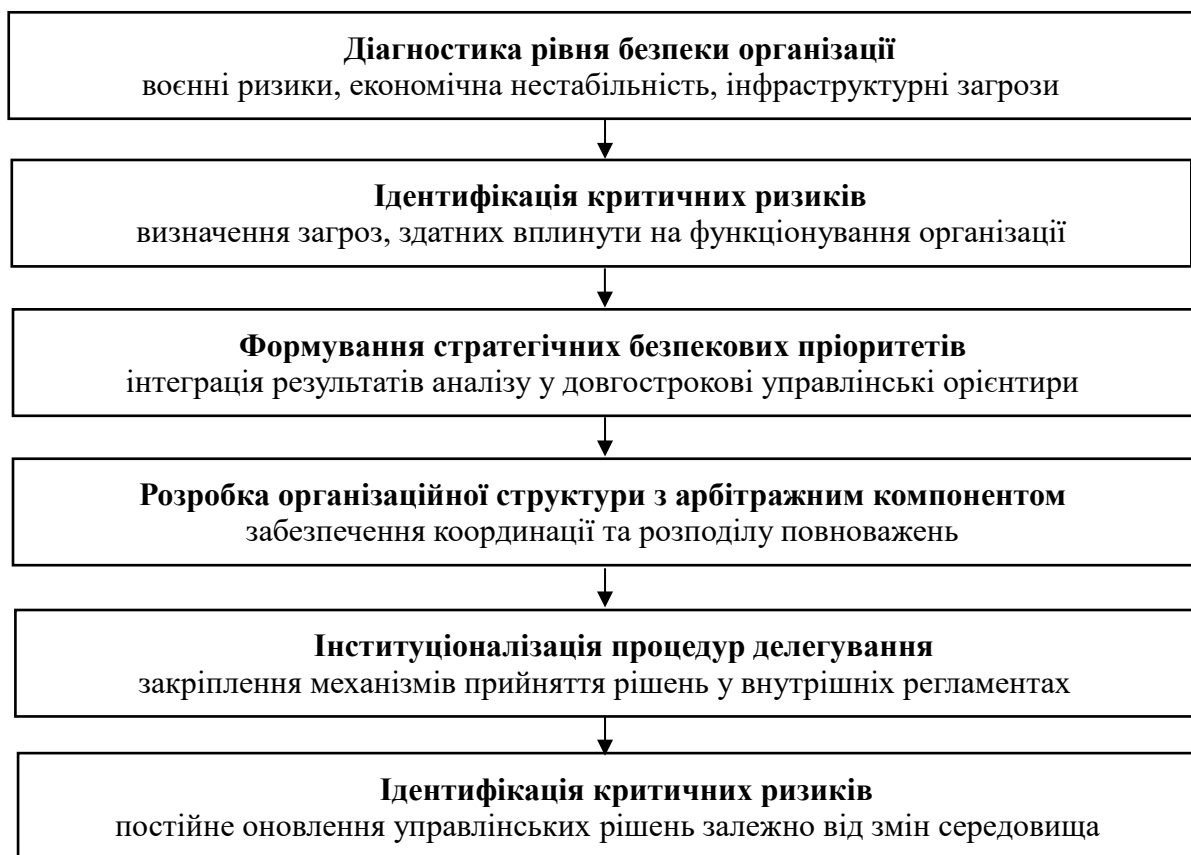 Діагностика рівня безпеки організації
воєнні ризики, економічна нестабільність, інфраструктурні загрози
Ідентифікація критичних ризиків
визначення загроз, здатних вплинути на функціонування організації
Формування стратегічних безпекових пріоритетів
інтеграція результатів аналізу у довгострокові управлінські орієнтири
Розробка організаційної структури з арбітражним компонентом
забезпечення координації та розподілу повноважень
Інституціоналізація процедур делегування
закріплення механізмів прийняття рішень у внутрішніх регламентах
Ідентифікація критичних ризиків
постійне оновлення управлінських рішень залежно від змін середовища